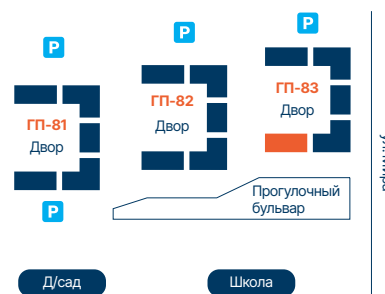 P
P
P
ГП-83
Двор
ГП-82
Двор
ГП-81
Двор
P
Прогулочный
бульвар
Д/сад
Школа